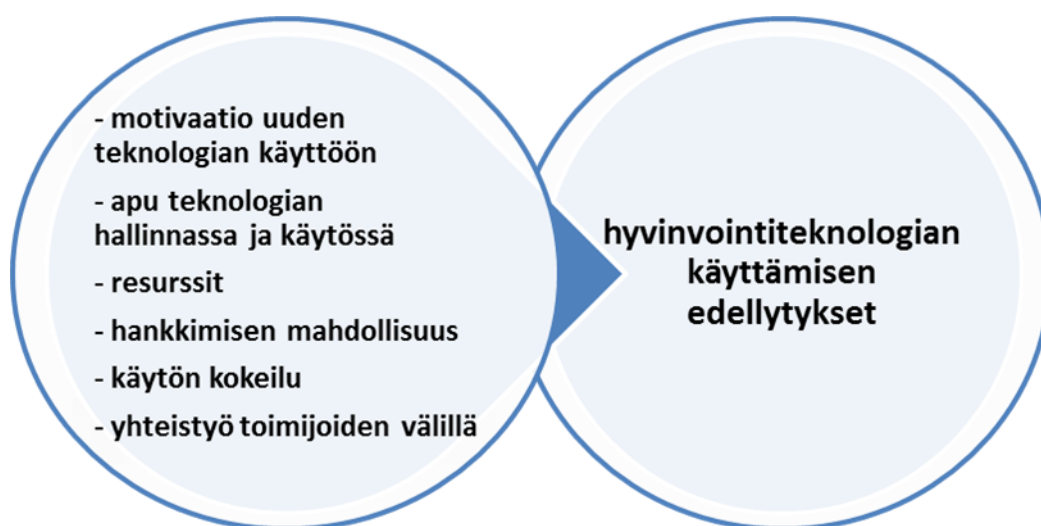 - motivaatio uuden
teknologian käyttöön
- apu teknologian
hallinnassa ja käytössä
- resurssit
- hankkimisen mahdollisuus
- käytön kokeilu
- yhteistyö toimijoiden välillä
hyvinvointiteknologian
käyttämisen
edellytykset